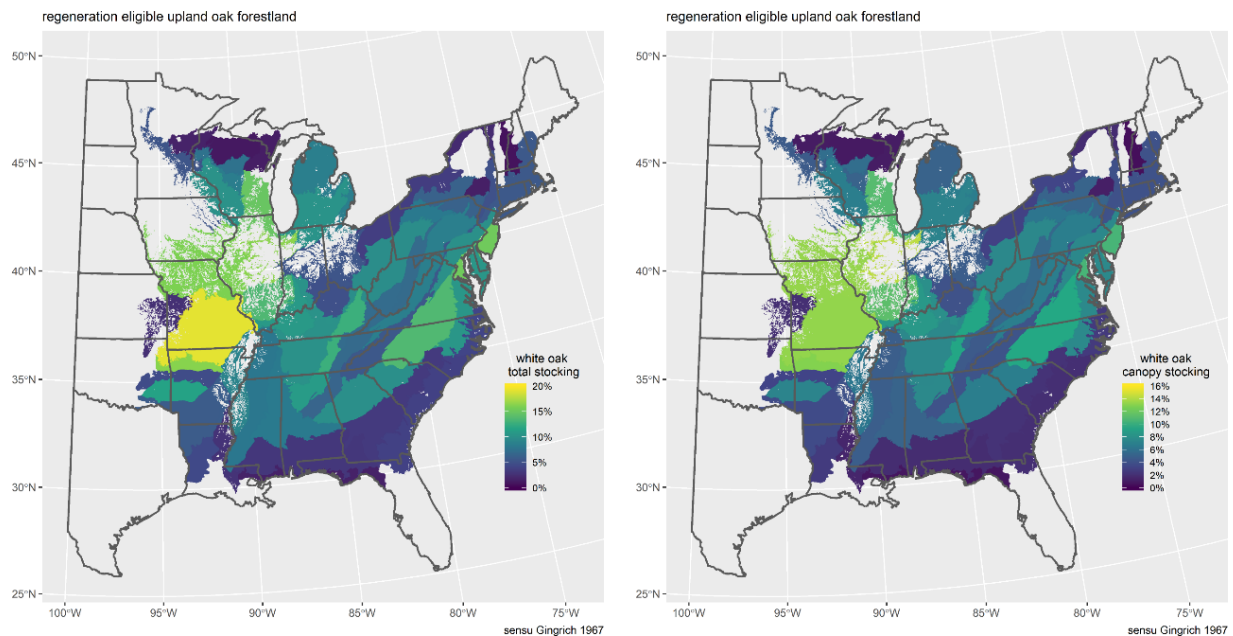 regeneration eligible upland oak forestland
50°N
45°N
40°N
35°N
30°N
25°N
100°W
95°W
90°W
85°W
80°W
75°W
white oak
total stocking
20%
15%
10%
5%
0%
sensu Gingrich 1967
regeneration eligible upland oak forestland
50°N
45°N
40°N
35°N
30°N
25°N
100°W
95°W
90°W
85°W
80°W
75°W
white oak
canopy stocking
16%
14%
12%
10%
8%
6%
4%
2%
0%
sensu Gingrich 1967